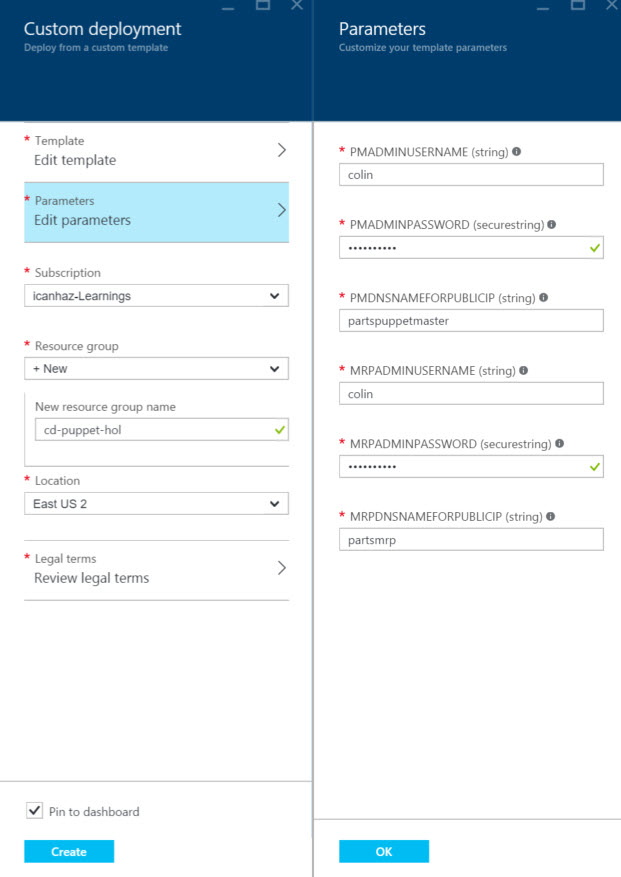 Custom deployment
Deploy from a custom template
* Template
Edit template
* Parameters
Edit parameters
* Subscription
icanhaz-Learnings
* Resource group
+ New
New resource group name
cd-puppet-hol
* Location
East US 2
* Legal terms
Review legal terms
Pin to dashboard
Create
Parameters
Customize your template parameters
* PMADMINUSERNAME (string)
colin
* PMADMINPASSWORD (securestring)
••••••••••
* PMDNSNAMEFORPUBLICIP (string)
partspuppetmaster
* MRPADMINUSERNAME (string)
colin
* MRPADMINPASSWORD (securestring)
••••••••••
* MRPDNSNAMEFORPUBLICIP (string)
partsmrp
OK